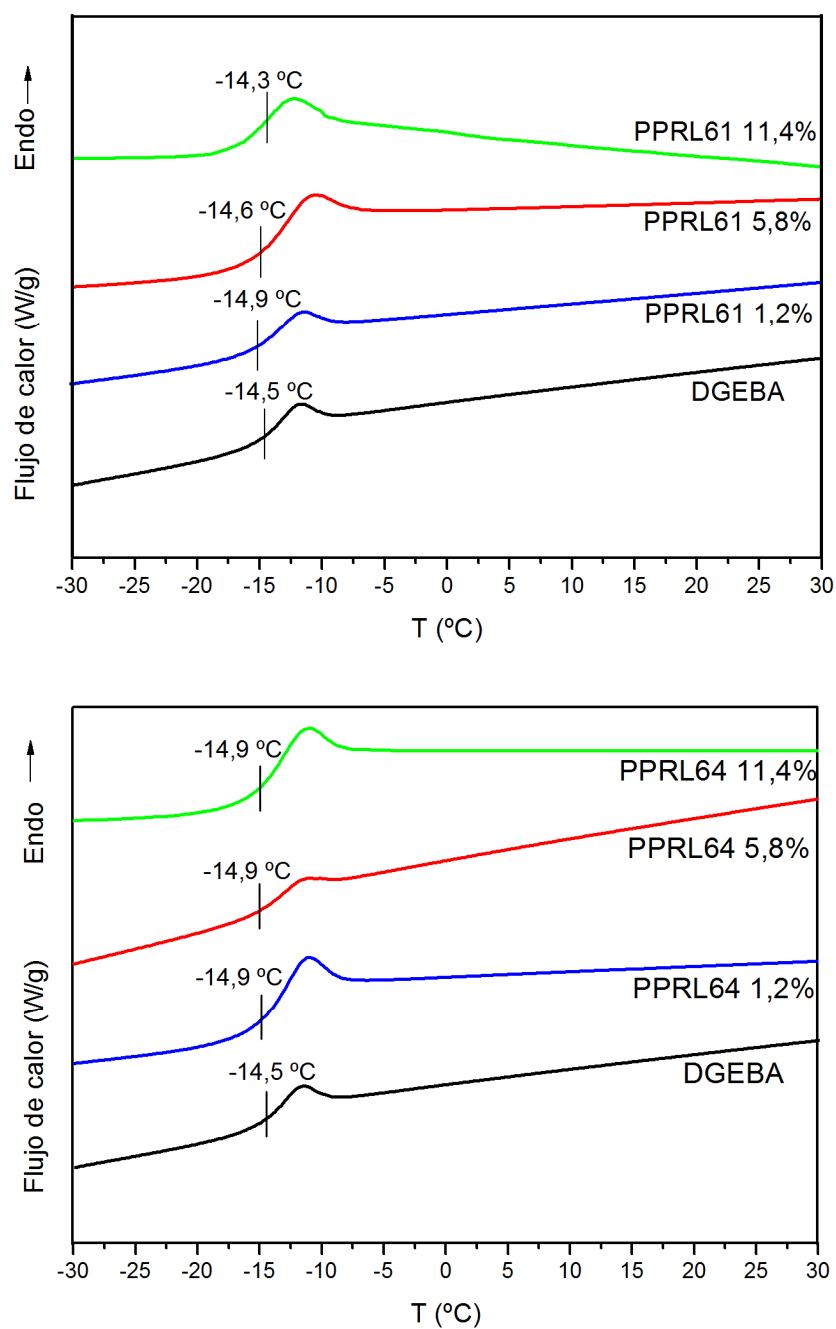 Endo
Flujo de calor (W/g)
-14,3 ºC
PPRL61 11,4%
-14,6 ºC
PPRL61 5,8%
-14,9 ºC
PPRL61 1,2%
-14,5 ºC
DGEBA
-30 -25 -20 -15 -10 -5 0 5 10 15 20 25 30
T (ºC)
Endo
Flujo de calor (W/g)
-14,9 ºC
PPRL64 11,4%
-14,9 ºC
PPRL64 5,8%
-14,9 ºC
PPRL64 1,2%
-14,5 ºC
DGEBA
-30 -25 -20 -15 -10 -5 0 5 10 15 20 25 30
T (ºC)